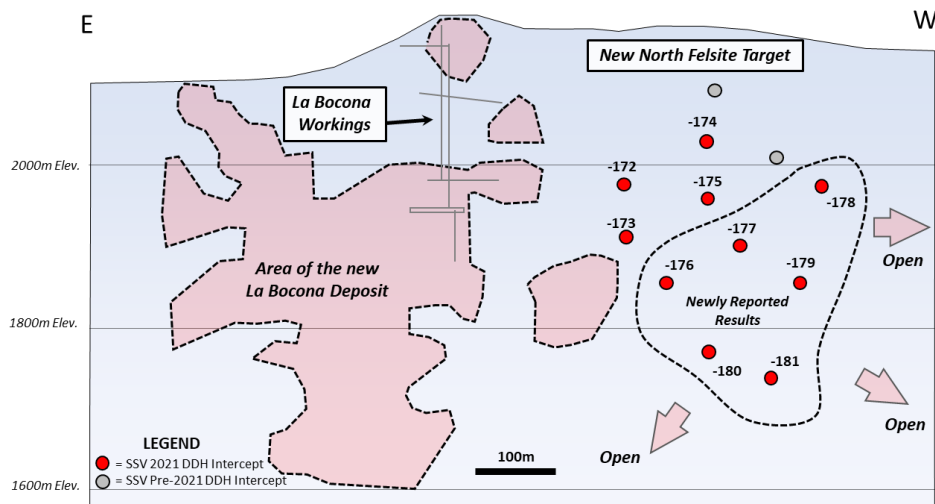 E
W
New North Felsite Target
La Bocona
Workings
-174
2000m Elev.
-172
-175
-178
-173
-177
Open
Area of the new
La Bocona Deposit
-176
-179
Newly Reported
Results
1800m Elev.
-180
-181
Open
LEGEND
= SSV 2021 DDH Intercept
= SSV Pre-2021 DDH Intercept
100m
Open
1600m Elev.